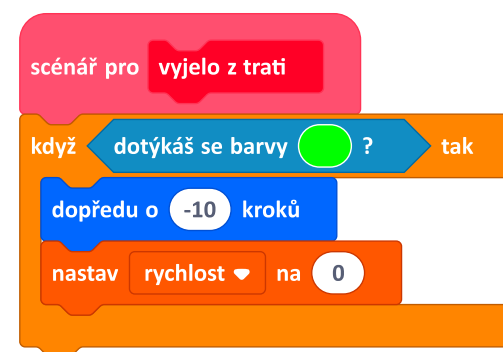 scénář pro vyjelo z trati
když dotýkáš se barvy ? tak
dopředu o -10 kroků
nastav rychlost na 0